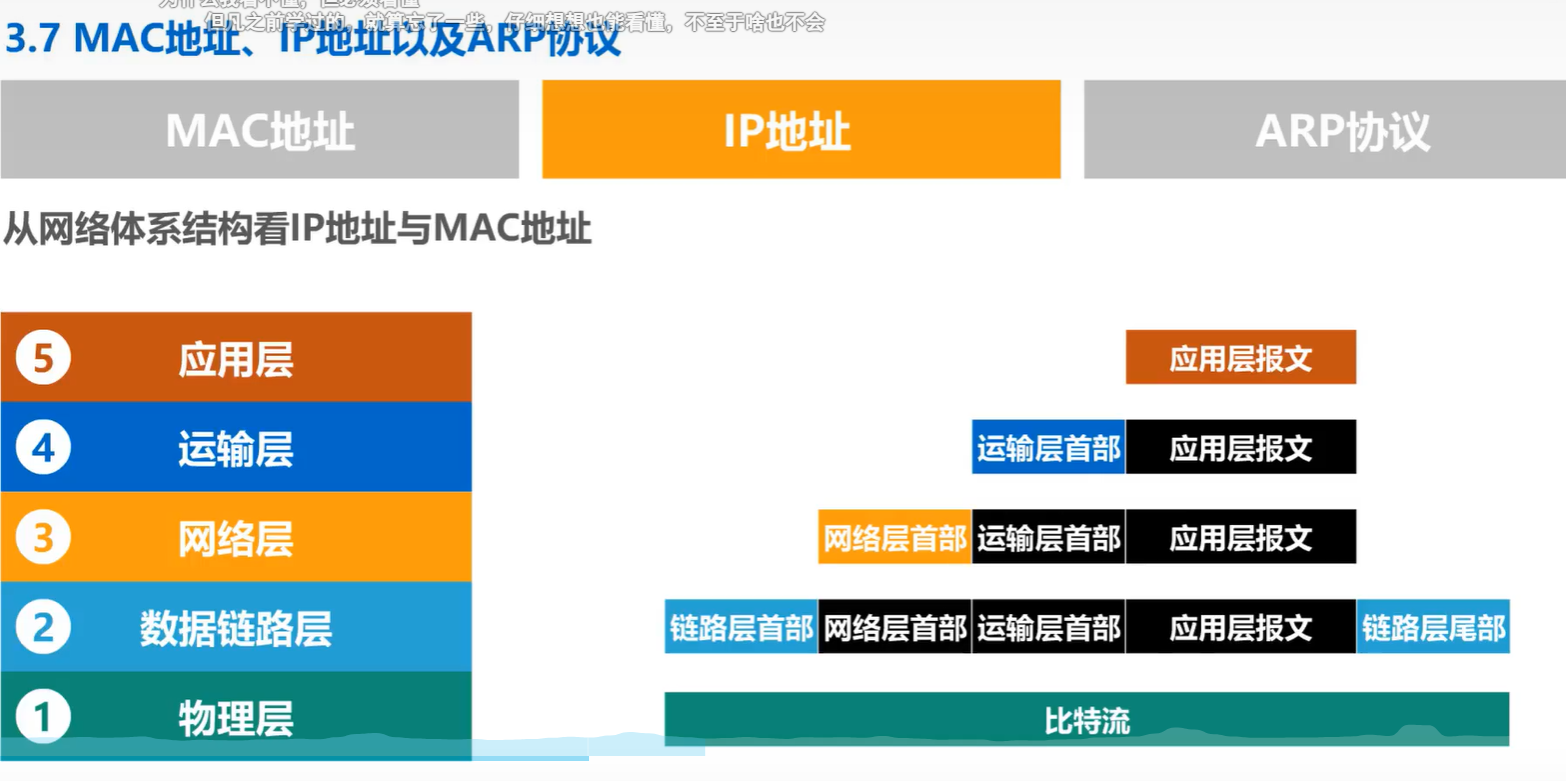 但凡之前学过的，就算忘了一些，仔细想想也能看懂，不至于啥也不会
3.7 MAC地址、IP地址以及ARP协议
MAC地址
IP地址
ARP协议
从网络体系结构看IP地址与MAC地址
5 应用层
应用层报文
4 运输层
运输层首部 应用层报文
3 网络层
网络层首部 运输层首部 应用层报文
2 数据链路层
链路层首部 网络层首部 运输层首部 应用层报文 链路层尾部
1 物理层
比特流